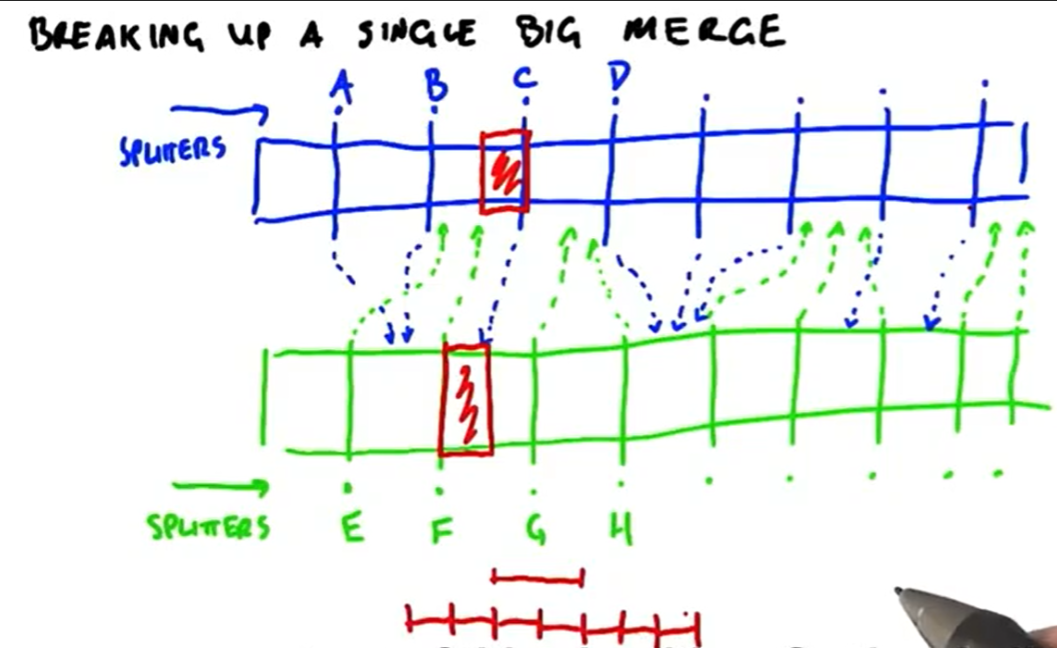 BREAKING UP A SINGLE BIG MERGE
A B C D
SPLITTERS
SPLITTERS
E F G H